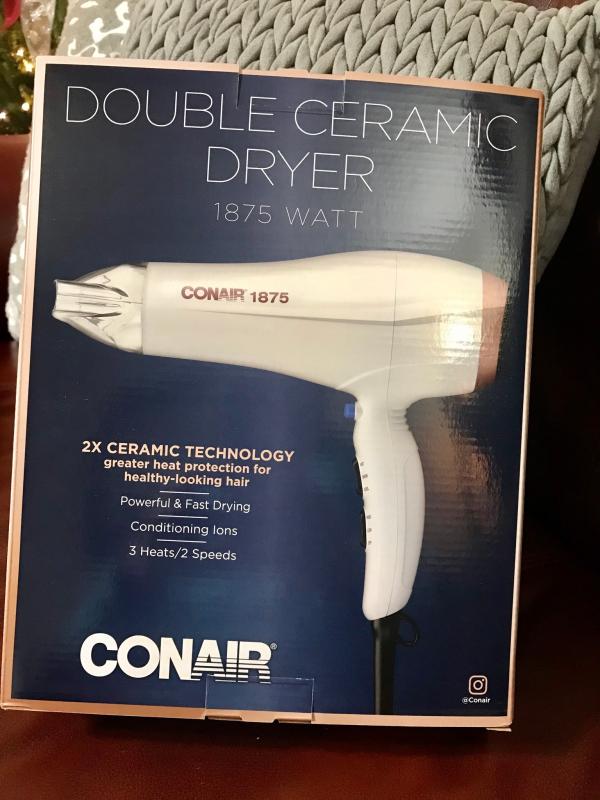 DOUBLE CERAMIC
DRYER
1875 WATT
CONAIR 1875
2X CERAMIC TECHNOLOGY
greater heat protection for
healthy-looking hair
Powerful & Fast Drying
Conditioning Ions
3 Heats/2 Speeds
CONAIR®
@Conair